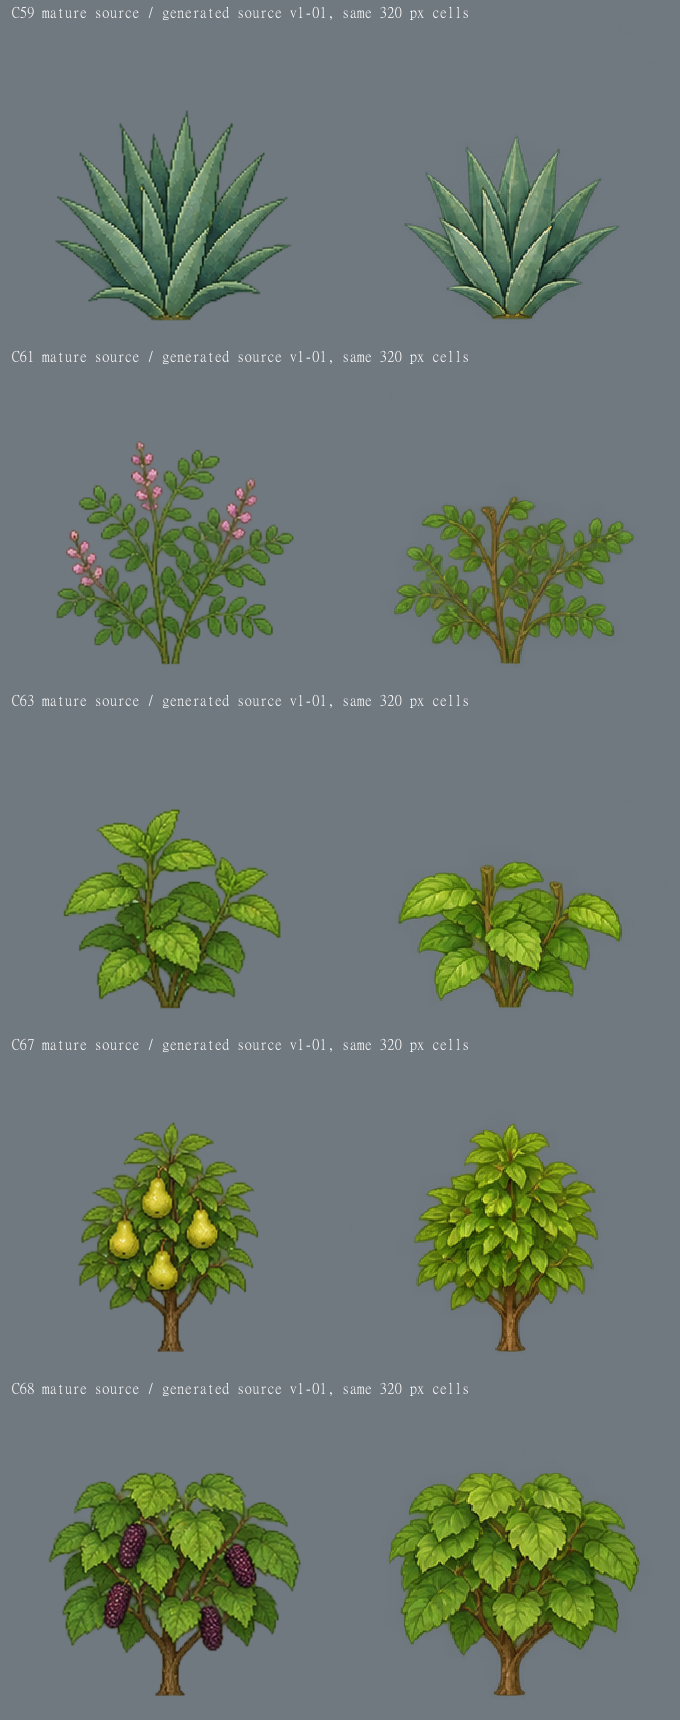 C59 mature source / generated source v1-01, same 320 px cells
C61 mature source / generated source v1-01, same 320 px cells
C63 mature source / generated source v1-01, same 320 px cells
C67 mature source / generated source v1-01, same 320 px cells
C68 mature source / generated source v1-01, same 320 px cells